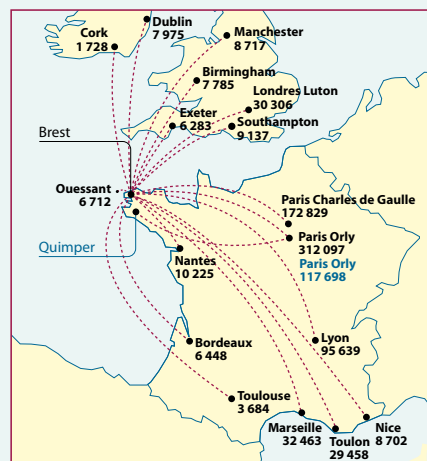 Dublin
7 975
Cork
1 728
Manchester
8 717
Birmingham
7 785
Londres Luton
30 306
Exeter
6 283
Southampton
9 137
Brest
Ouessant
6 712
Paris Charles de Gaulle
172 829
Paris Orly
312 097
Paris Orly
117 698
Quimper
Nantes
10 225
Lyon
95 639
Bordeaux
6 448
Toulouse
3 684
Marseille
32 463
Toulon
29 458
Nice
8 702